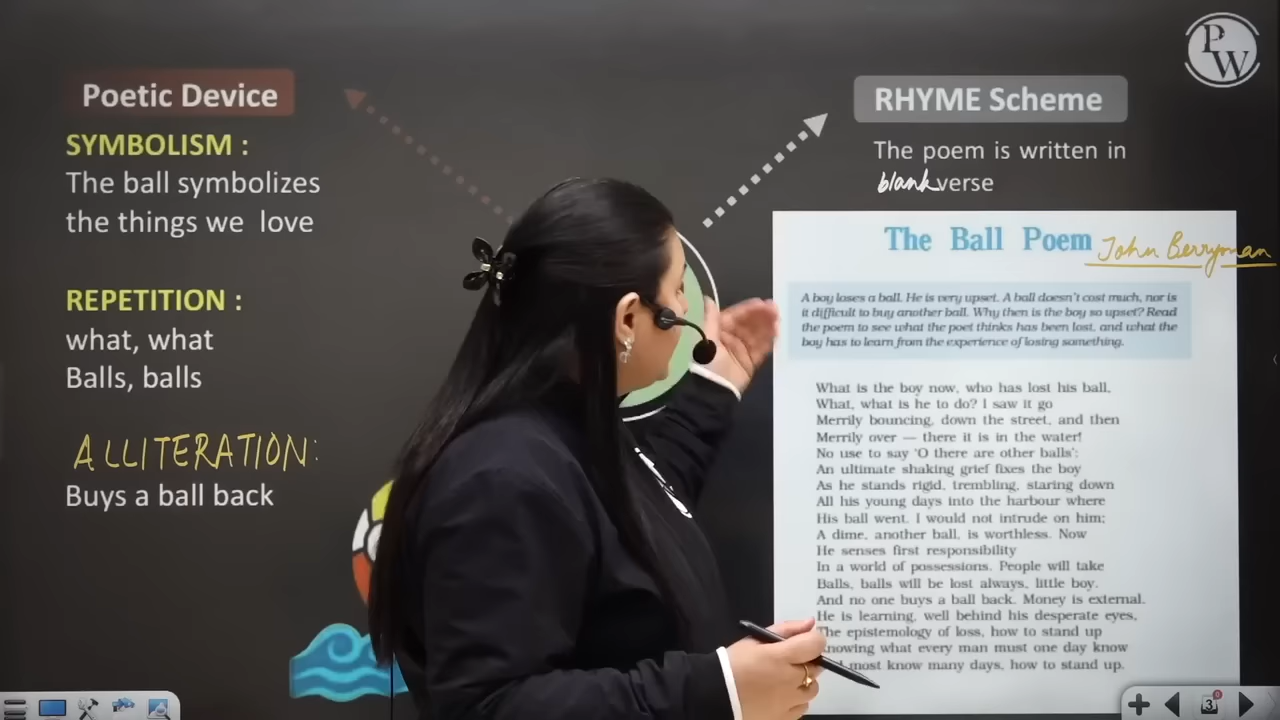 PW
Poetic Device
SYMBOLISM :
The ball symbolizes
the things we love
REPETITION :
what, what
Balls, balls
ALLITERATION:
Buys a ball back
RHYME Scheme
The poem is written in
blank verse
The Ball Poem John Berryman
A boy loses a ball. He is very upset. A ball doesn't cost much, nor is
it difficult to buy another ball. Why then is the boy so upset? Read
the poem to see what the poet thinks has been lost, and what the
boy has to learn from the experience of losing something.
What is the boy now, who has lost his ball,
What, what is he to do? I saw it go
Merrily bouncing, down the street, and then
Merrily over — there it is in the water!
No use to say 'O there are other balls':
An ultimate shaking grief fixes the boy
As he stands rigid, trembling, staring down
All his young days into the harbour where
His ball went. I would not intrude on him;
A dime, another ball, is worthless. Now
He senses first responsibility
In a world of possessions. People will take
Balls, balls will be lost always, little boy.
And no one buys a ball back. Money is external.
He is learning, well behind his desperate eyes,
The epistemology of loss, how to stand up
what every man must one day know
most know many days, how to stand up.
3